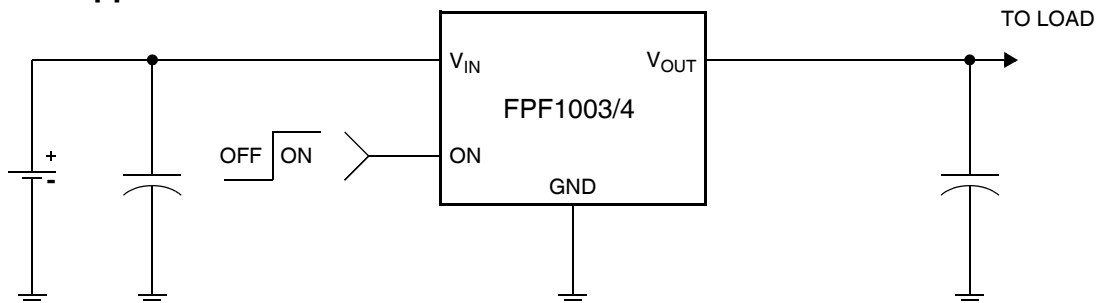 TO LOAD
VIN
VOUT
FPF1003/4
OFF
ON
ON
+
-
GND